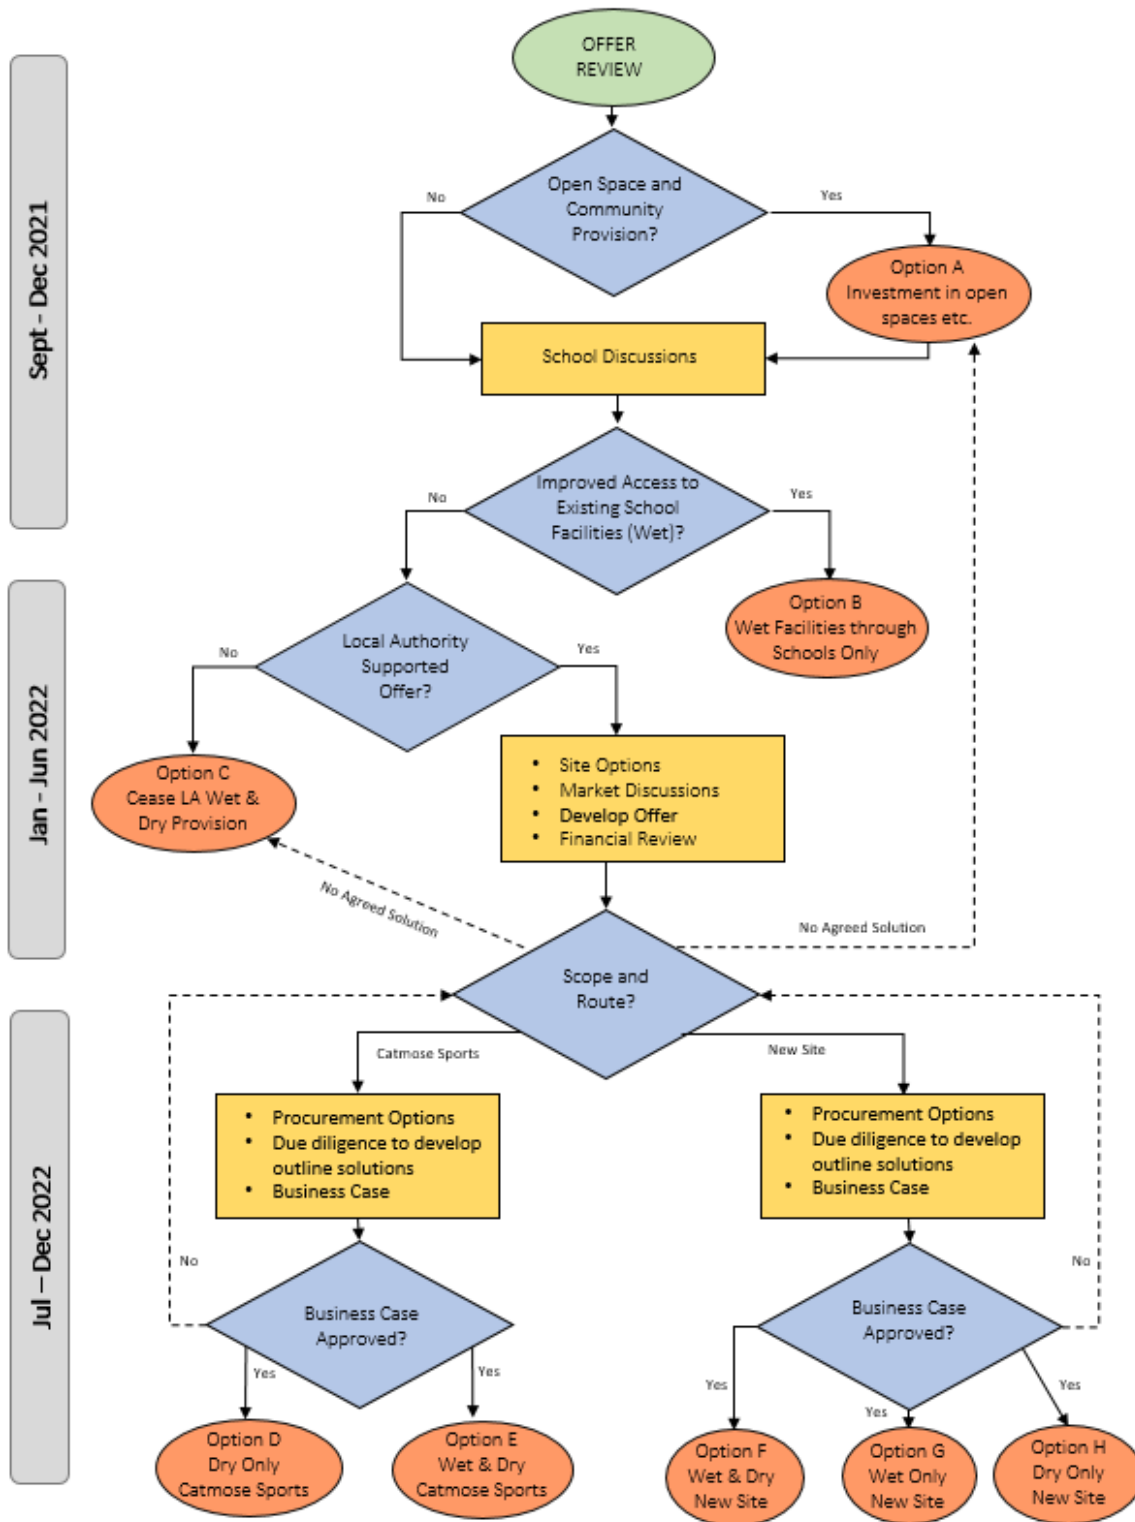 OFFER
REVIEW
Sept - Dec 2021
Open Space and
Community
Provision?
No
Yes
Option A
Investment in open
spaces etc.
School Discussions
Improved Access to
Existing School
Facilities (Wet)?
No
Yes
Option B
Wet Facilities through
Schools Only
Jan - Jun 2022
Local Authority
Supported
Offer?
No
Yes
Option C
Cease LA Wet &
Dry Provision
• Site Options
• Market Discussions
• Develop Offer
• Financial Review
No Agreed Solution
No Agreed Solution
Scope and
Route?
Jul – Dec 2022
Catmose Sports
New Site
• Procurement Options
• Due diligence to develop
outline solutions
• Business Case
• Procurement Options
• Due diligence to develop
outline solutions
• Business Case
No
No
Business Case
Approved?
Business Case
Approved?
Yes
Yes
Yes
Yes
Yes
Option D
Dry Only
Catmose Sports
Option E
Wet & Dry
Catmose Sports
Option F
Wet & Dry
New Site
Option G
Wet Only
New Site
Option H
Dry Only
New Site